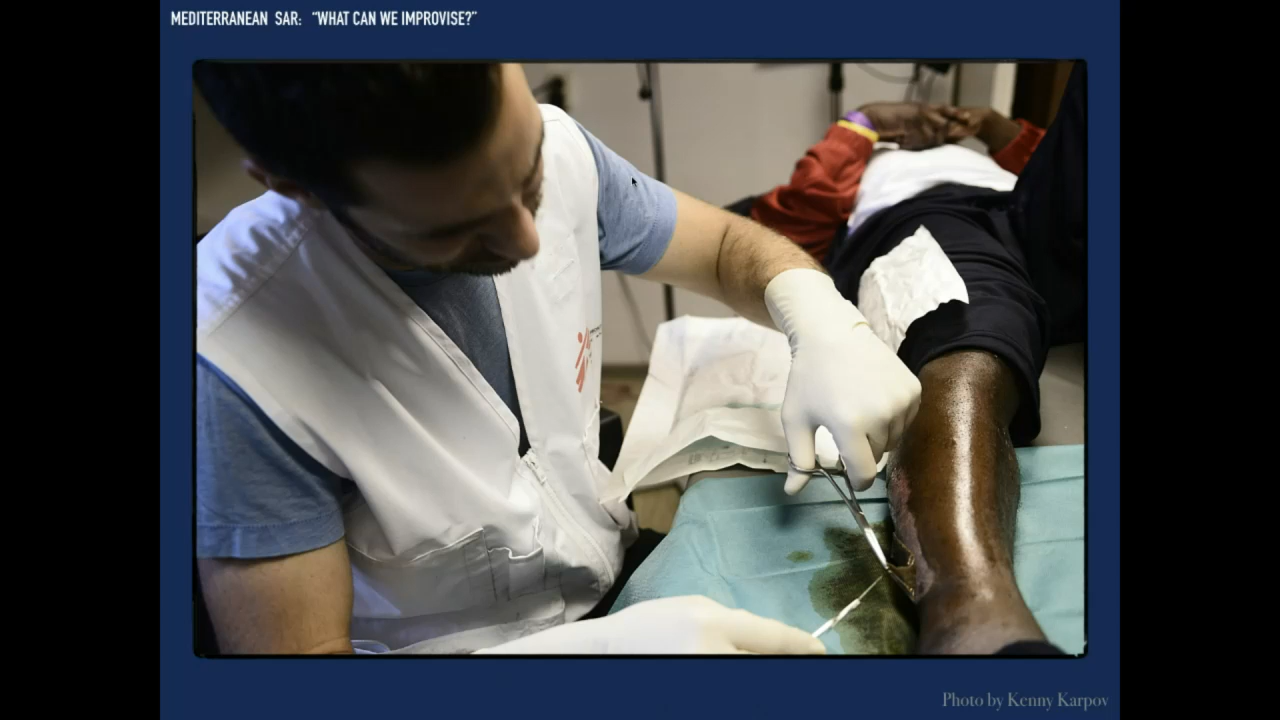 MEDITERRANEAN SAR: “WHAT CAN WE IMPROVISE?”
Photo by Kenny Karpov